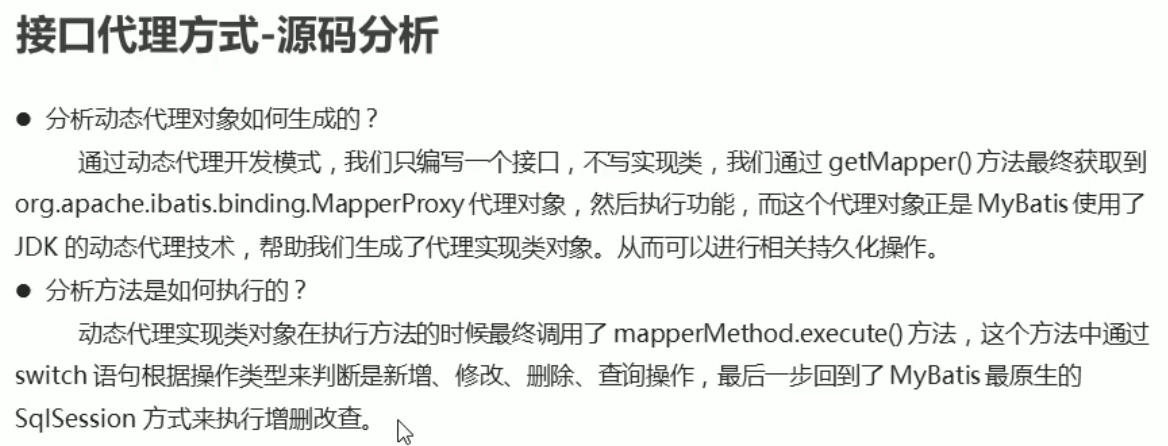 接口代理方式-源码分析
● 分析动态代理对象如何生成的？
通过动态代理开发模式，我们只编写一个接口，不写实现类，我们通过 getMapper() 方法最终获取到
org.apache.ibatis.binding.MapperProxy 代理对象，然后执行功能，而这个代理对象正是 MyBatis 使用了
JDK 的动态代理技术，帮助我们生成了代理实现类对象。从而可以进行相关持久化操作。
● 分析方法是如何执行的？
动态代理实现类对象在执行方法的时候最终调用了 mapperMethod.execute() 方法，这个方法中通过
switch 语句根据操作类型来判断是新增、修改、删除、查询操作，最后一步回到了 MyBatis 最原生的
SqlSession 方式来执行增删改查。